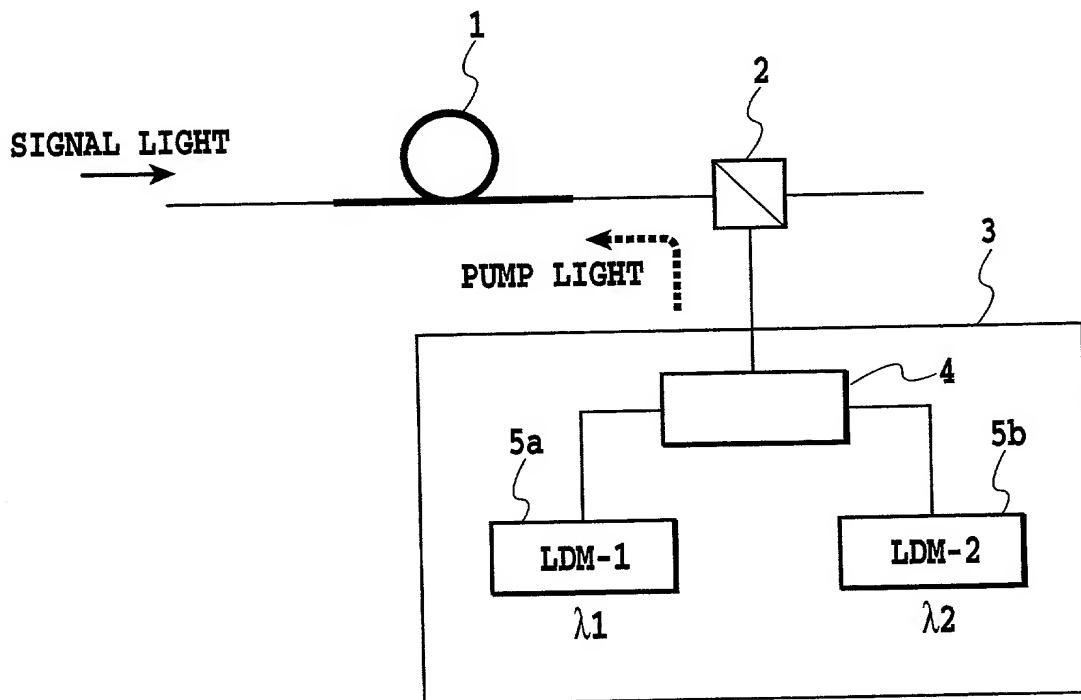 1
2
SIGNAL LIGHT
PUMP LIGHT
3
4
5a
5b
LDM-1
LDM-2
λ1
λ2